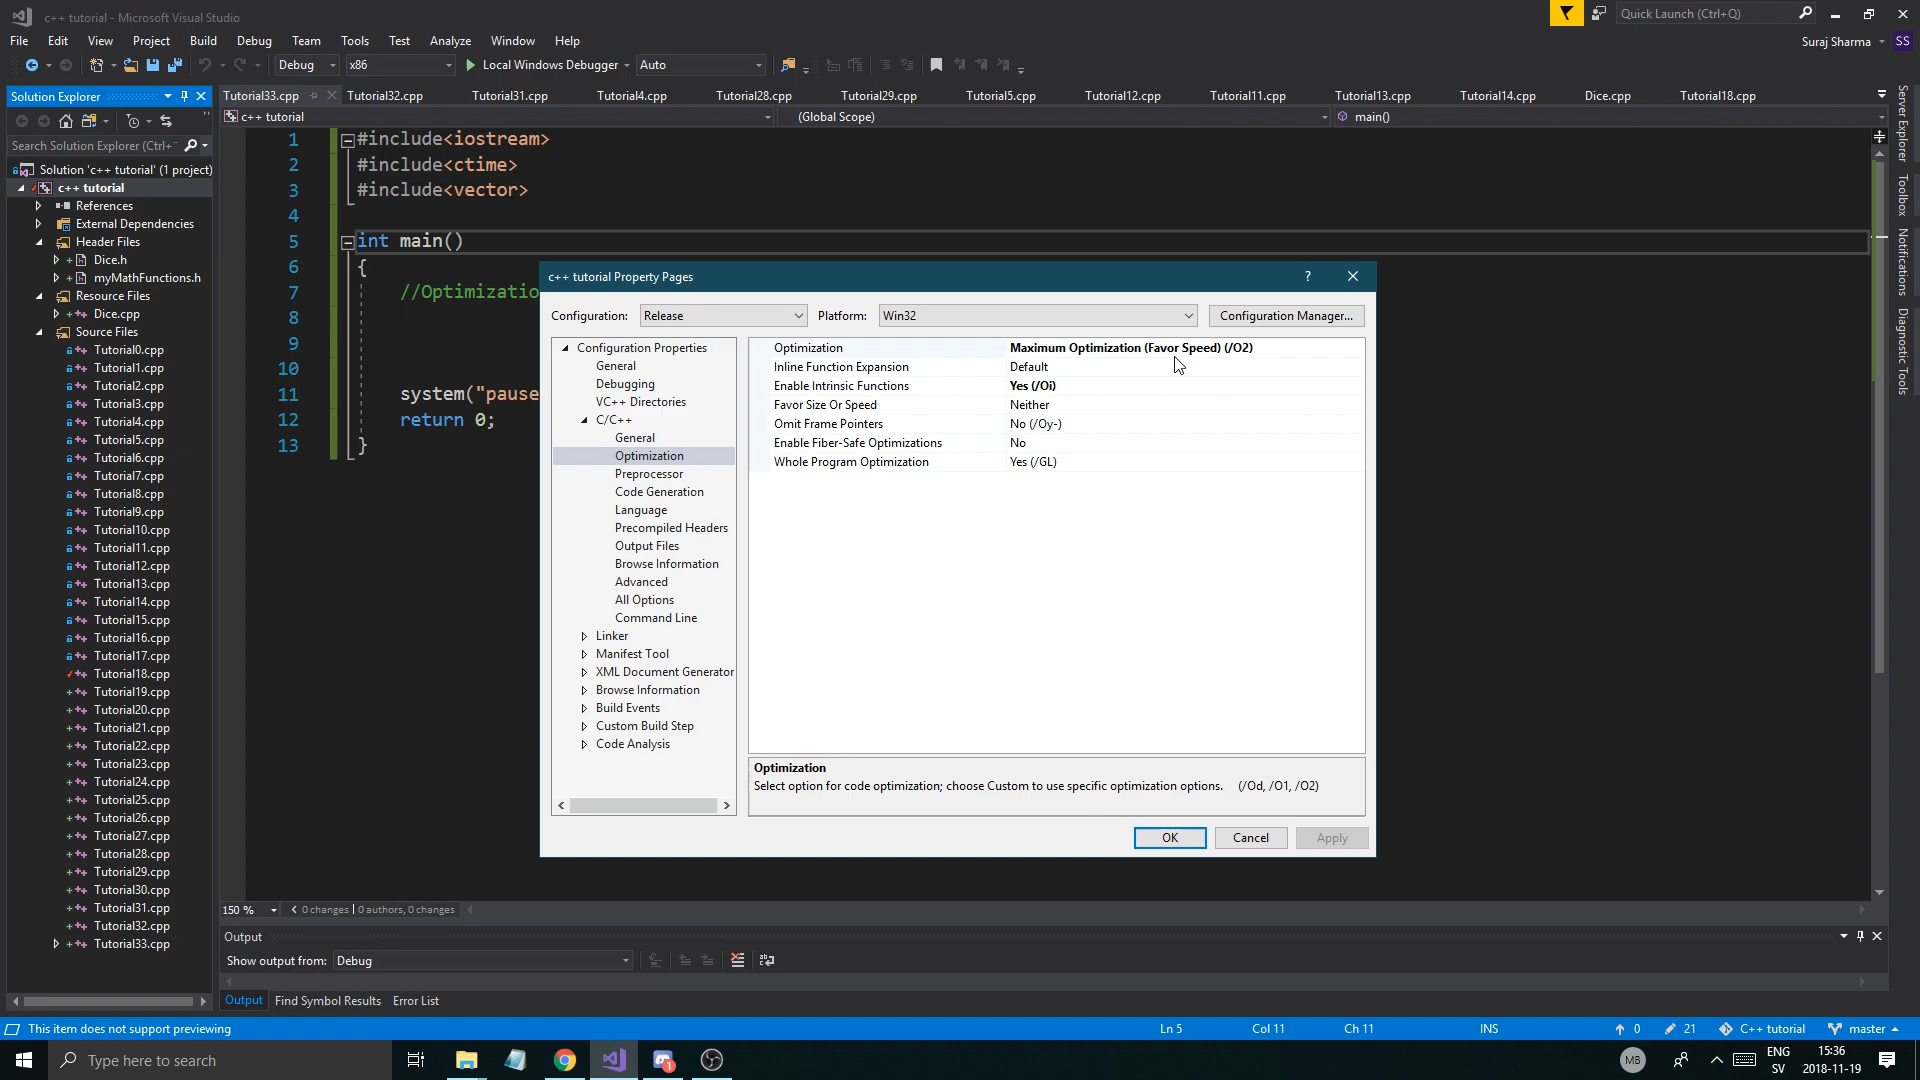 c++ tutorial - Microsoft Visual Studio
Quick Launch (Ctrl+Q)
File Edit View Project Build Debug Team Tools Test Analyze Window Help
Suraj Sharma SS
Debug x86 Local Windows Debugger Auto
Solution Explorer
Tutorial33.cpp Tutorial32.cpp Tutorial31.cpp Tutorial4.cpp Tutorial28.cpp Tutorial29.cpp Tutorial5.cpp Tutorial12.cpp Tutorial11.cpp Tutorial13.cpp Tutorial14.cpp Dice.cpp Tutorial18.cpp
c++ tutorial (Global Scope) main()
Search Solution Explorer (Ctrl+
Solution 'c++ tutorial' (1 project)
c++ tutorial
References
External Dependencies
Header Files
Dice.h
myMathFunctions.h
Resource Files
Dice.cpp
Source Files
Tutorial0.cpp
Tutorial1.cpp
Tutorial2.cpp
Tutorial3.cpp
Tutorial4.cpp
Tutorial5.cpp
Tutorial6.cpp
Tutorial7.cpp
Tutorial8.cpp
Tutorial9.cpp
Tutorial10.cpp
Tutorial11.cpp
Tutorial12.cpp
Tutorial13.cpp
Tutorial14.cpp
Tutorial15.cpp
Tutorial16.cpp
Tutorial17.cpp
Tutorial18.cpp
Tutorial19.cpp
Tutorial20.cpp
Tutorial21.cpp
Tutorial22.cpp
Tutorial23.cpp
Tutorial24.cpp
Tutorial25.cpp
Tutorial26.cpp
Tutorial27.cpp
Tutorial28.cpp
Tutorial29.cpp
Tutorial30.cpp
Tutorial31.cpp
Tutorial32.cpp
Tutorial33.cpp
1 #include<iostream>
2 #include<ctime>
3 #include<vector>
4
5 int main()
6 {
7 //Optimizatio
8
9
10
11 system("pause
12 return 0;
13 }
c++ tutorial Property Pages ?
Configuration: Release Platform: Win32 Configuration Manager...
Configuration Properties
General
Debugging
VC++ Directories
C/C++
General
Optimization
Preprocessor
Code Generation
Language
Precompiled Headers
Output Files
Browse Information
Advanced
All Options
Command Line
Linker
Manifest Tool
XML Document Generator
Browse Information
Build Events
Custom Build Step
Code Analysis
Optimization Maximum Optimization (Favor Speed) (/O2)
Inline Function Expansion Default
Enable Intrinsic Functions Yes (/Oi)
Favor Size Or Speed Neither
Omit Frame Pointers No (/Oy-)
Enable Fiber-Safe Optimizations No
Whole Program Optimization Yes (/GL)
Optimization
Select option for code optimization; choose Custom to use specific optimization options. (/Od, /O1, /O2)
OK Cancel Apply
Server Explorer
Toolbox
Notifications
Diagnostic Tools
150 % 0 changes | 0 authors, 0 changes
Output
Show output from: Debug
Output Find Symbol Results Error List
This item does not support previewing Ln 5 Col 11 Ch 11 INS 0 21 C++ tutorial master
Type here to search
1
MB
ENG
SV
15:36
2018-11-19